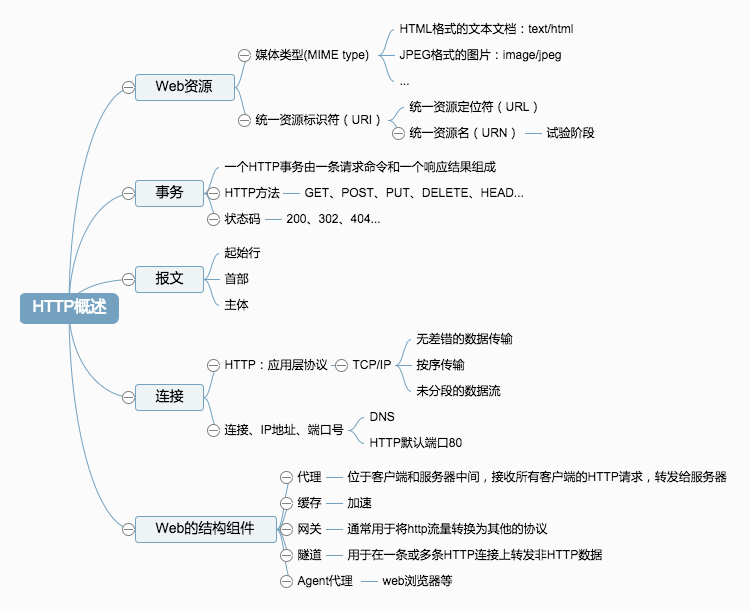 HTML格式的文本文档：text/html
媒体类型(MIME type)
JPEG格式的图片：image/jpeg
...
Web资源
统一资源定位符（URL）
统一资源标识符（URI）
统一资源名（URN）
试验阶段
一个HTTP事务由一条请求命令和一个响应结果组成
事务
HTTP方法
GET、POST、PUT、DELETE、HEAD...
状态码
200、302、404...
起始行
报文
首部
主体
HTTP概述
无差错的数据传输
HTTP：应用层协议
TCP/IP
按序传输
未分段的数据流
连接
DNS
连接、IP地址、端口号
HTTP默认端口80
代理
位于客户端和服务器中间，接收所有客户端的HTTP请求，转发给服务器
缓存
加速
Web的结构组件
网关
通常用于将http流量转换为其他的协议
隧道
用于在一条或多条HTTP连接上转发非HTTP数据
Agent代理
web浏览器等